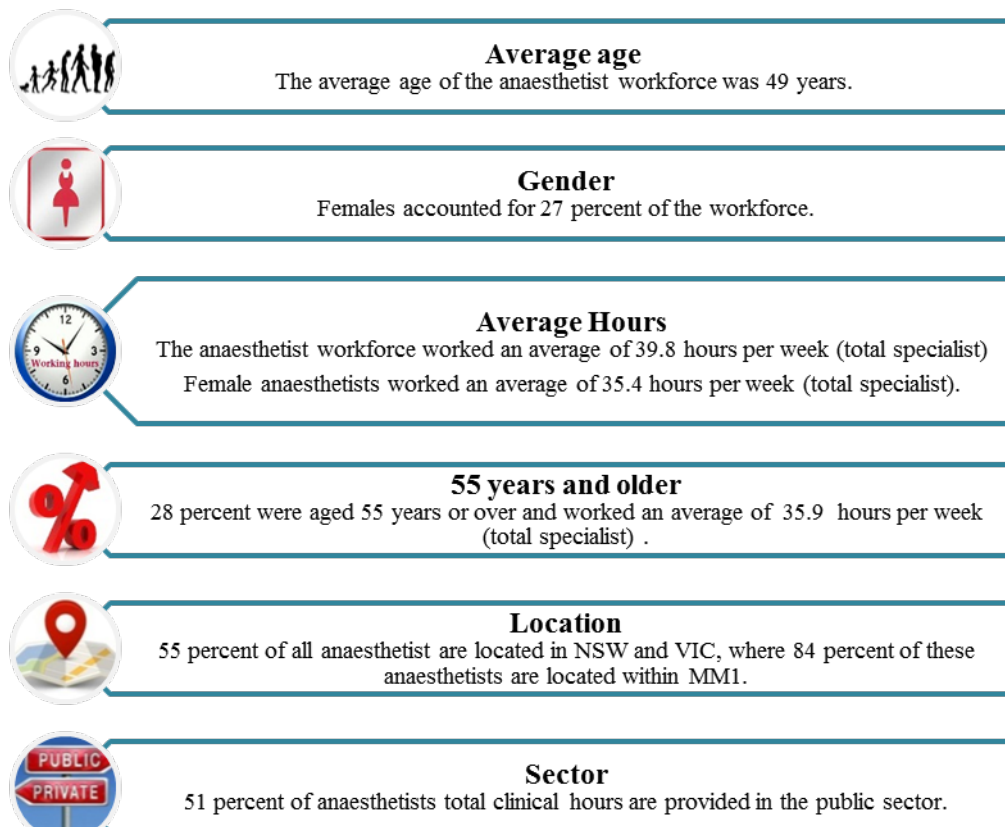 Average age
The average age of the anaesthetist workforce was 49 years.
Gender
Females accounted for 27 percent of the workforce.
12
9
3
6
Working hours
Average Hours
The anaesthetist workforce worked an average of 39.8 hours per week (total specialist)
Female anaesthetists worked an average of 35.4 hours per week (total specialist).
%
55 years and older
28 percent were aged 55 years or over and worked an average of 35.9 hours per week
(total specialist) .
Location
55 percent of all anaesthetist are located in NSW and VIC, where 84 percent of these
anaesthetists are located within MM1.
PUBLIC
PRIVATE
Sector
51 percent of anaesthetists total clinical hours are provided in the public sector.